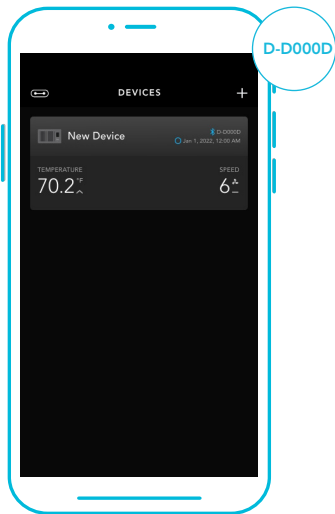 D-D000D
DEVICES
New Device
D-D000D
Jan 1, 2022, 12:00 AM
TEMPERATURE
SPEED
70.2 °F
6